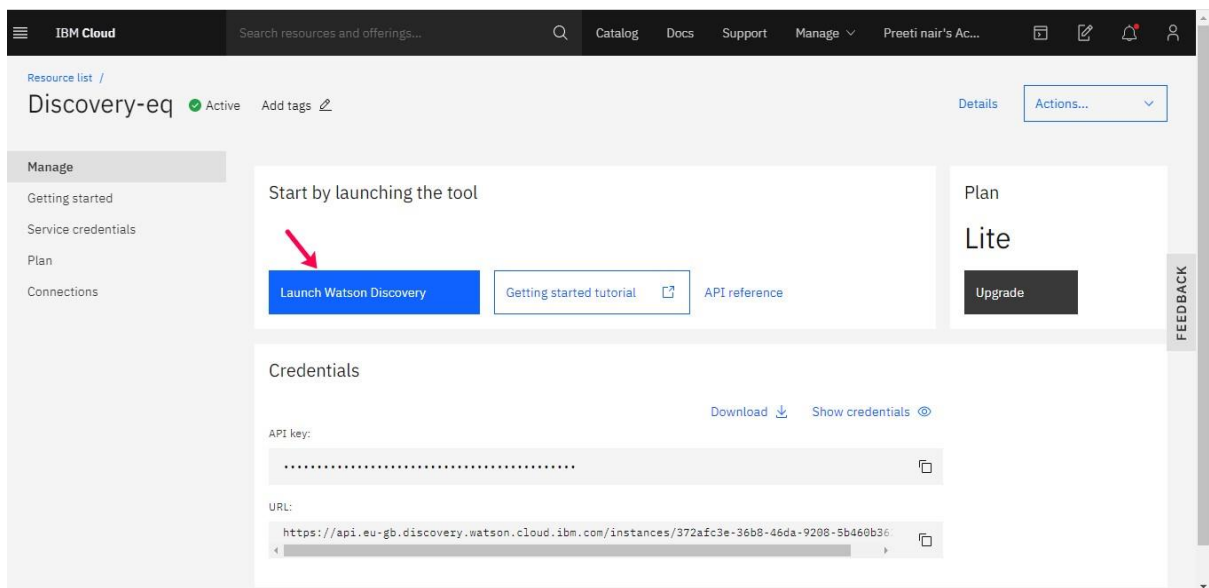 IBM Cloud Search resources and offerings... Catalog Docs Support Manage Preeti nair's Ac...
Resource list /
Discovery-eq Active Add tags Details Actions...
Manage
Getting started
Service credentials
Plan
Connections
Start by launching the tool
Launch Watson Discovery Getting started tutorial API reference
Plan
Lite
Upgrade
FEEDBACK
Credentials
Download Show credentials
API key:
............................................
URL:
https://api.eu-gb.discovery.watson.cloud.ibm.com/instances/372afc3e-36b8-46da-9208-5b460b36